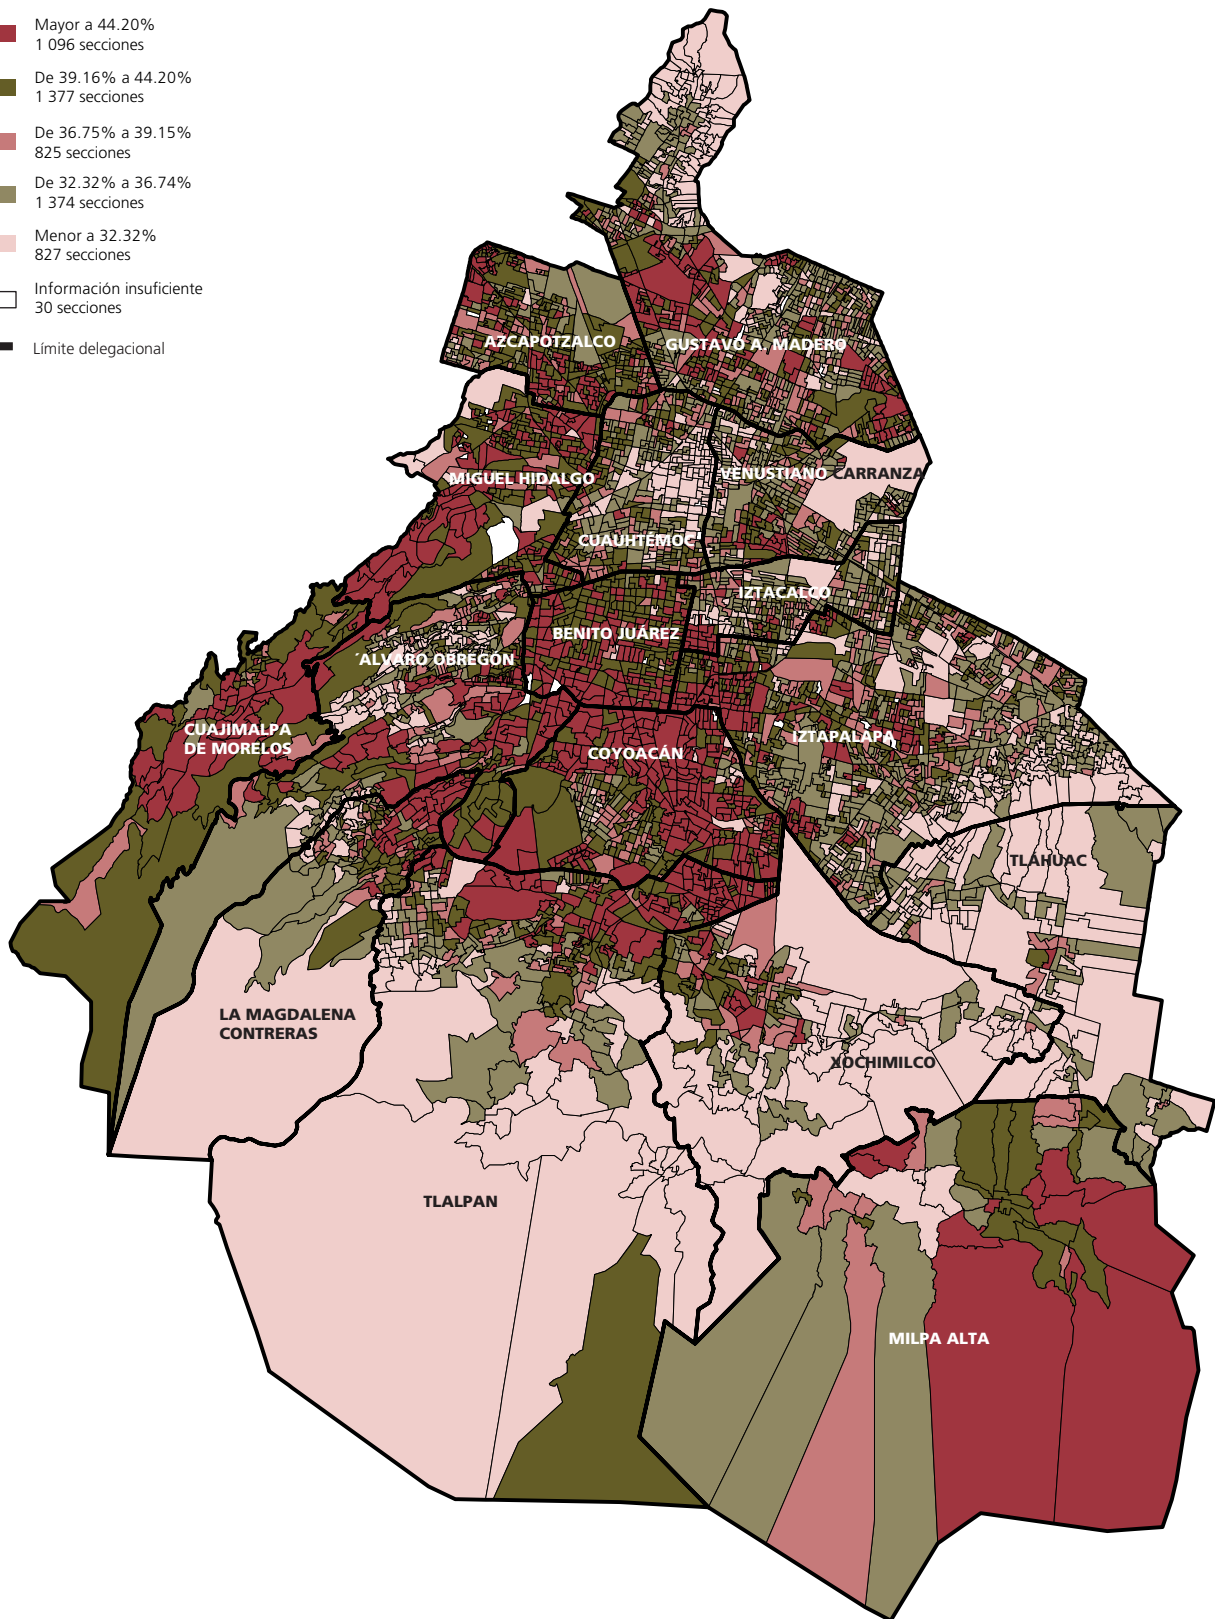 Mayor a 44.20%
1 096 secciones
De 39.16% a 44.20%
1 377 secciones
De 36.75% a 39.15%
825 secciones
De 32.32% a 36.74%
1 374 secciones
Menor a 32.32%
827 secciones
Información insuficiente
30 secciones
Límite delegacional
AZCAPOTZALCO
GUSTAVO A. MADERO
MIGUEL HIDALGO
VENUSTIANO CARRANZA
CUAUHTÉMOC
IZTACALCO
BENITO JUÁREZ
´ALVARO OBREGÓN
CUAJIMALPA
DE MORELOS
IZTAPALAPA
COYOACÁN
TLÁHUAC
LA MAGDALENA
CONTRERAS
XOCHIMILCO
TLALPAN
MILPA ALTA